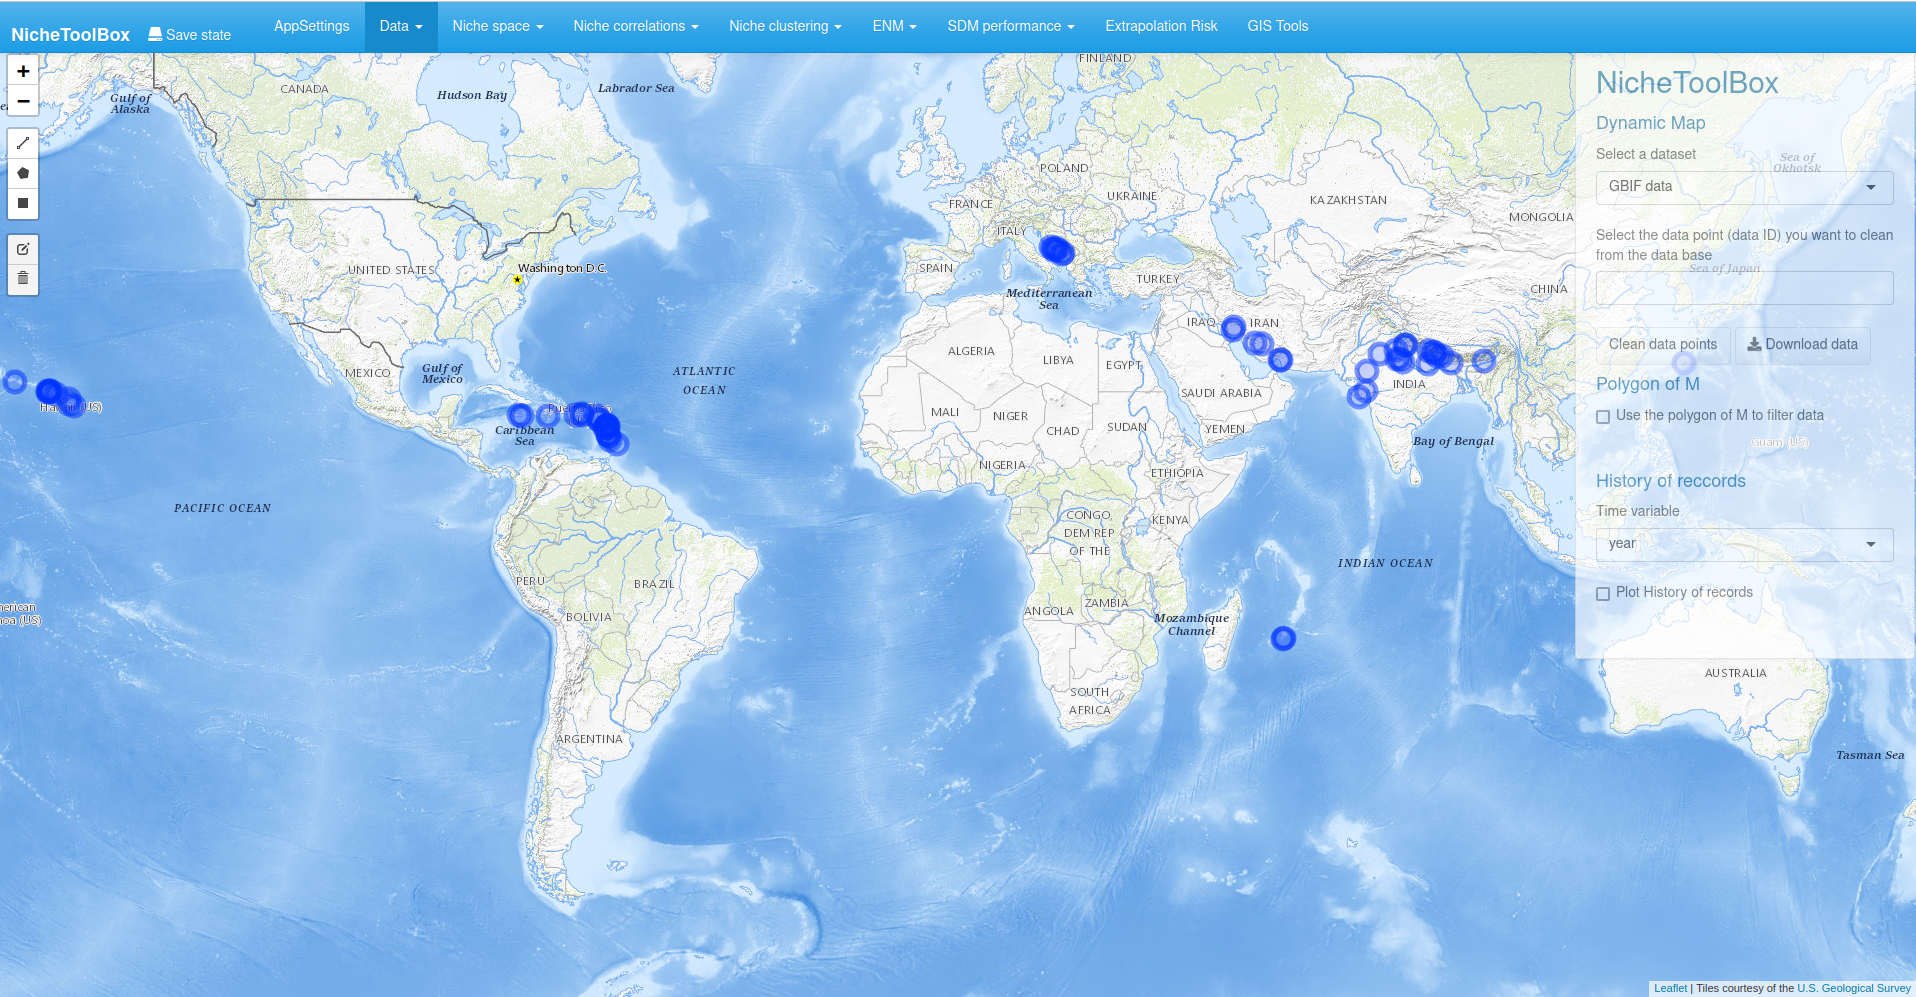 NicheToolBox
Save state
AppSettings
Data
Niche space
Niche correlations
Niche clustering
ENM
SDM performance
Extrapolation Risk
GIS Tools
+
−
NicheToolBox
Dynamic Map
Select a dataset
GBIF data
Select the data point (data ID) you want to clean
from the data base
Clean data points
Download data
Polygon of M
Use the polygon of M to filter data
History of reccords
Time variable
year
Plot History of records
FINLAND
CANADA
Hudson Bay
Labrador Sea
Gulf of
Alaska
POLAND
Sea of
Okhotsk
UKRAINE
FRANCE
KAZAKHSTAN
MONGOLIA
ITALY
UNITED STATES
Washington D.C.
SPAIN
TURKEY
Sea of Japan
CHINA
Mediterranean
Sea
IRAQ
IRAN
ALGERIA
LIBYA
EGYPT
MEXICO
Gulf of
Mexico
ATLANTIC
OCEAN
SAUDI ARABIA
INDIA
Hawaii (US)
Puerto Rico
MALI
NIGER
CHAD
SUDAN
YEMEN
Caribbean
Sea
Bay of Bengal
Guam (US)
NIGERIA
ETHIOPIA
PACIFIC OCEAN
CONGO
DEM REP
OF THE
KENYA
INDIAN OCEAN
PERU
BRAZIL
erican
oa (US)
BOLIVIA
ANGOLA
ZAMBIA
Mozambique
Channel
AUSTRALIA
SOUTH
AFRICA
ARGENTINA
Tasman Sea
Leaflet | Tiles courtesy of the U.S. Geological Survey